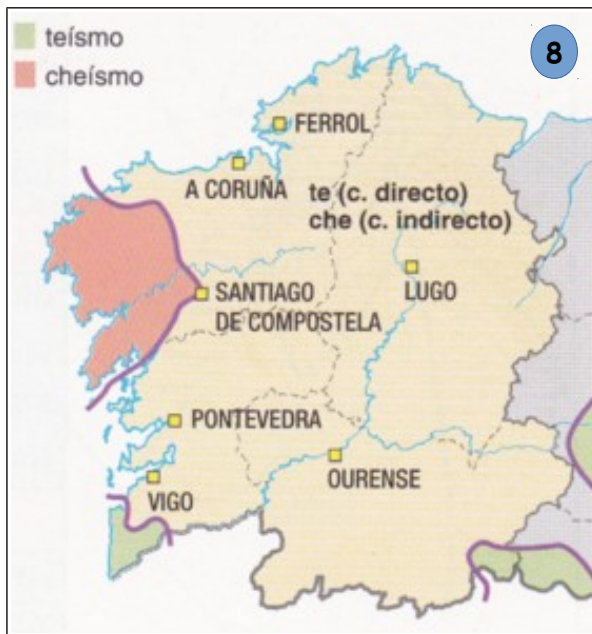 teísmo
cheísmo
8
FERROL
A CORUÑA
te (c. directo)
che (c. indirecto)
LUGO
SANTIAGO
DE COMPOSTELA
PONTEVEDRA
OURENSE
VIGO